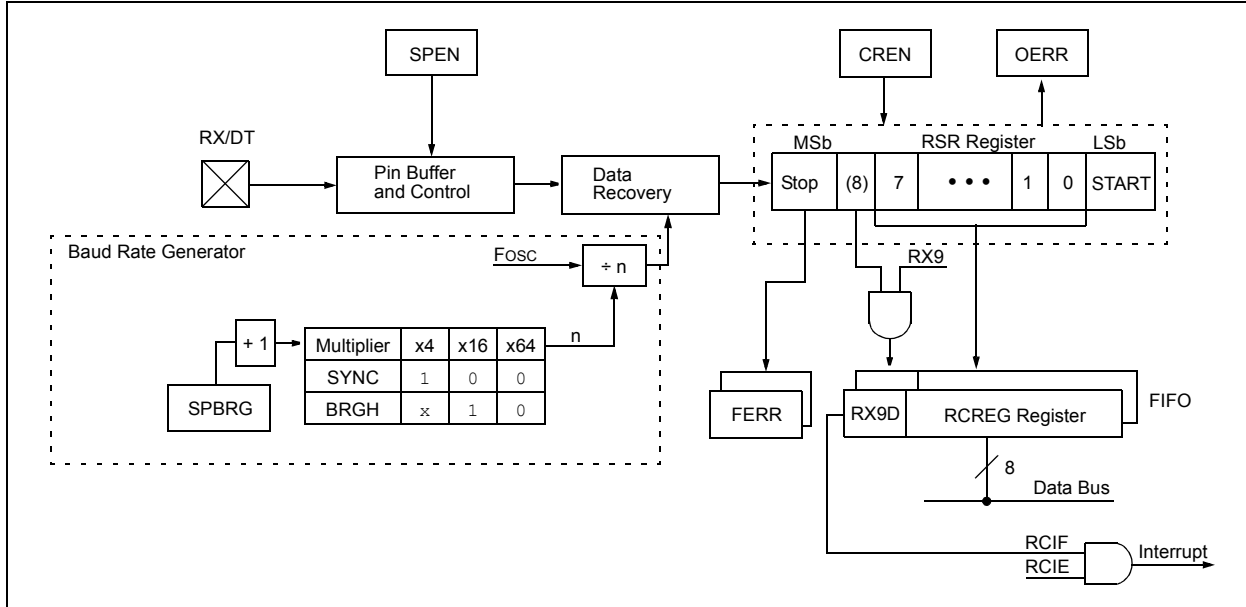 SPEN
CREN
OERR
RX/DT
MSb
RSR Register
LSb
Pin Buffer
and Control
Data
Recovery
Stop
(8)
7
• • •
1
0
START
Baud Rate Generator
FOSC
÷ n
RX9
+ 1
n
Multiplier x4 x16 x64
SYNC 1 0 0
BRGH x 1 0
SPBRG
FERR
RX9D
RCREG Register
FIFO
8
Data Bus
RCIF
RCIE
Interrupt